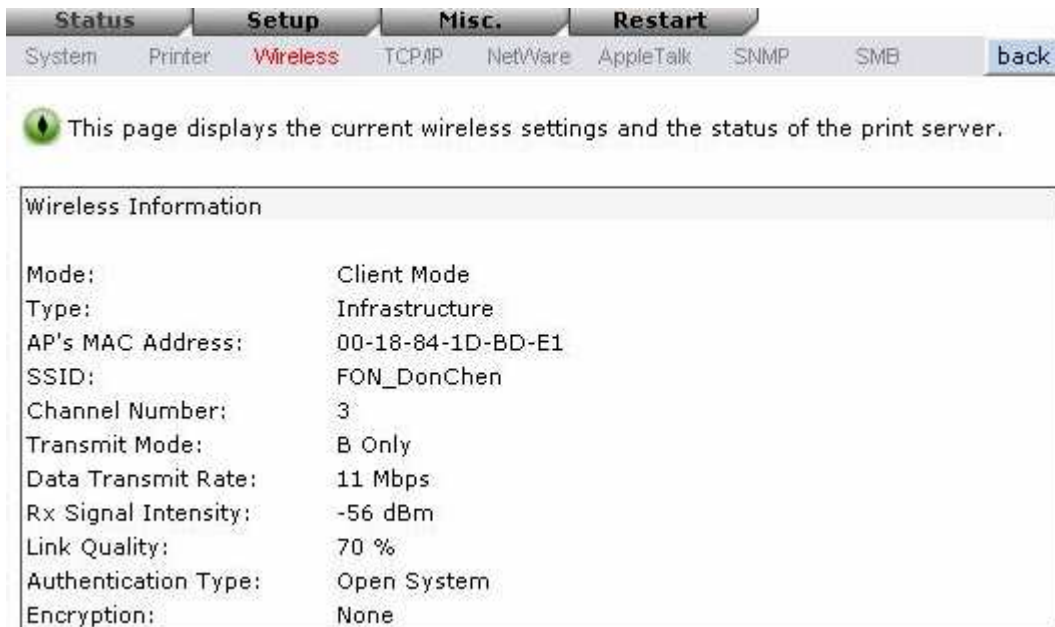 Status Setup Misc. Restart
System Printer Wireless TCP/IP NetWare AppleTalk SNMP SMB back
This page displays the current wireless settings and the status of the print server.
Wireless Information
Mode: Client Mode
Type: Infrastructure
AP's MAC Address: 00-18-84-1D-BD-E1
SSID: FON_DonChen
Channel Number: 3
Transmit Mode: B Only
Data Transmit Rate: 11 Mbps
Rx Signal Intensity: -56 dBm
Link Quality: 70 %
Authentication Type: Open System
Encryption: None